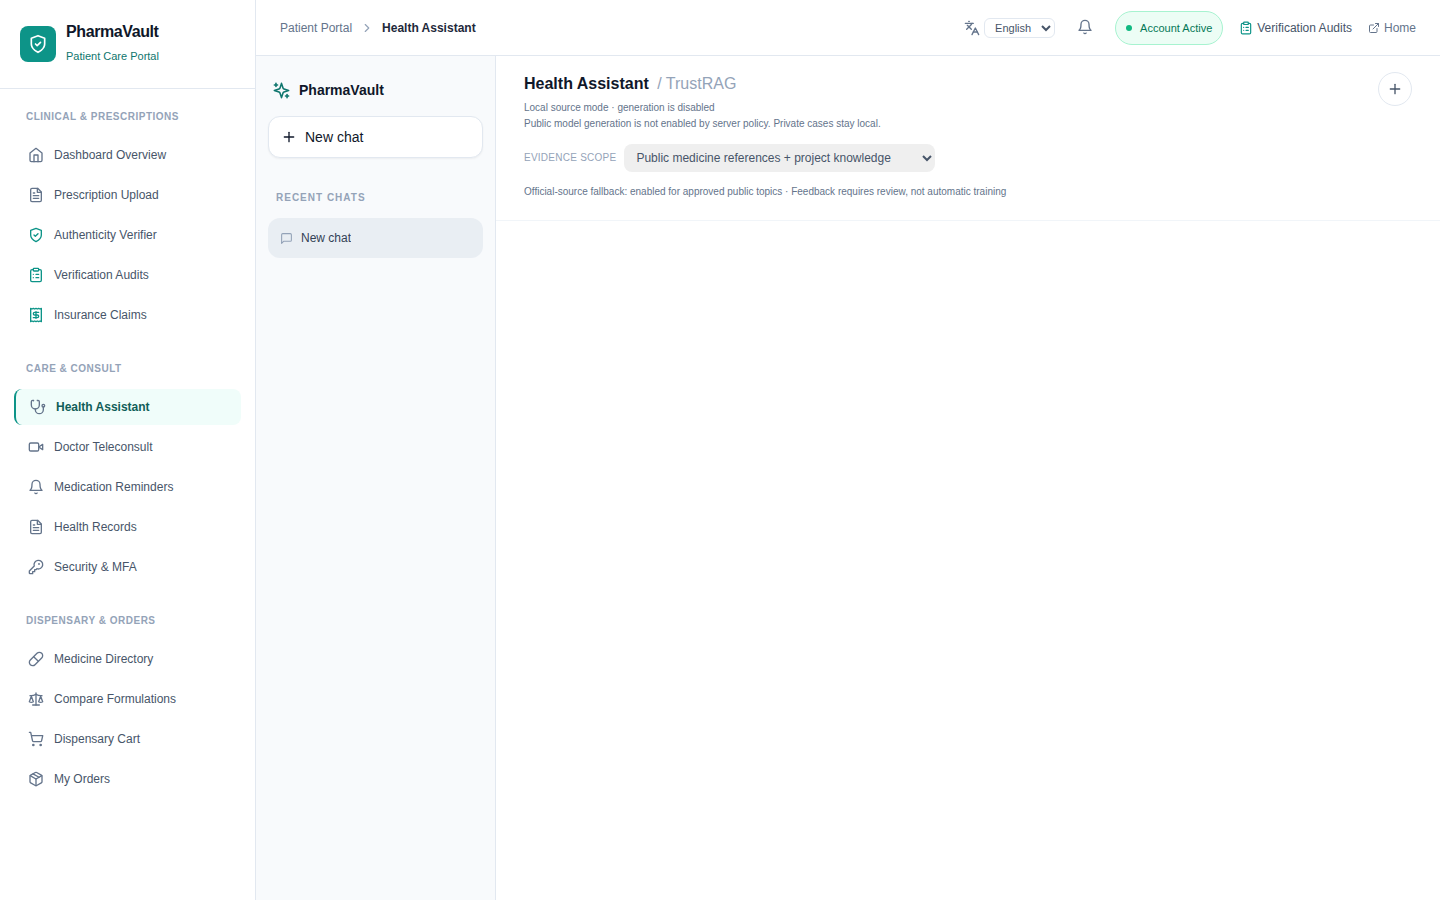 PharmaVault
Patient Care Portal
CLINICAL & PRESCRIPTIONS
Dashboard Overview
Prescription Upload
Authenticity Verifier
Verification Audits
Insurance Claims
CARE & CONSULT
Health Assistant
Doctor Teleconsult
Medication Reminders
Health Records
Security & MFA
DISPENSARY & ORDERS
Medicine Directory
Compare Formulations
Dispensary Cart
My Orders
Patient Portal > Health Assistant
English
Account Active
Verification Audits
Home
PharmaVault
New chat
RECENT CHATS
New chat
Health Assistant / TrustRAG
Local source mode · generation is disabled
Public model generation is not enabled by server policy. Private cases stay local.
EVIDENCE SCOPE Public medicine references + project knowledge
Official-source fallback: enabled for approved public topics · Feedback requires review, not automatic training